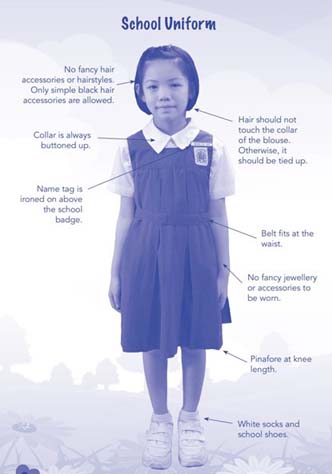 School Uniform
No fancy hair
accessories or hairstyles.
Only simple black hair
accessories are allowed.
Hair should not
touch the collar
of the blouse.
Otherwise, it
should be tied up.
Collar is always
buttoned up.
Name tag is
ironed on above
the school
badge.
Belt fits at the
waist.
No fancy jewellery
or accessories to
be worn.
Pinafore at knee
length.
White socks and
school shoes.